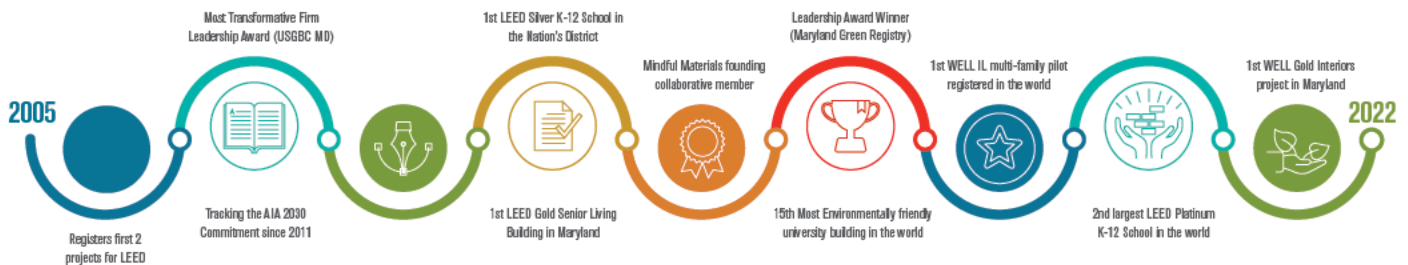 2005
Registers first 2
projects for LEED
Most Transformative Firm
Leadership Award (USGBC MD)
Tracking the AIA 2030
Commitment since 2011
1st LEED Silver K-12 School in
the Nation's District
1st LEED Gold Senior Living
Building in Maryland
Mindful Materials founding
collaborative member
Leadership Award Winner
(Maryland Green Registry)
15th Most Environmentally friendly
university building in the world
1st WELL IL multi-family pilot
registered in the world
2nd largest LEED Platinum
K-12 School in the world
1st WELL Gold Interiors
project in Maryland
2022